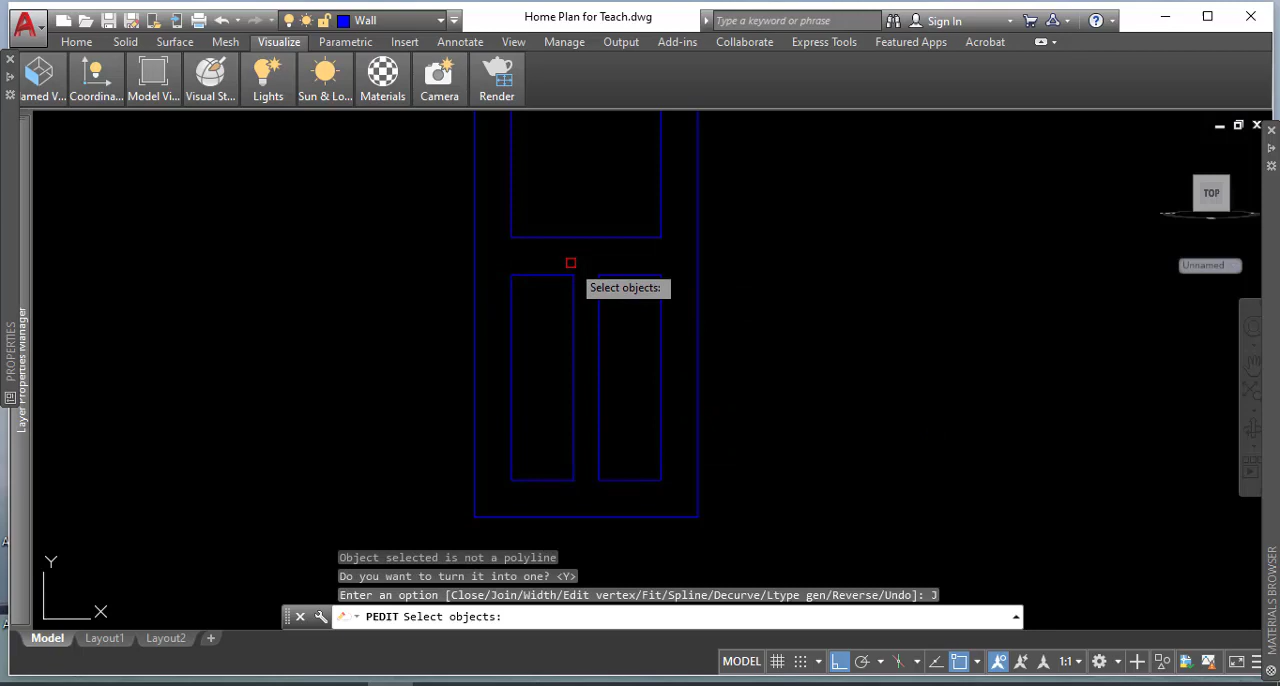 Wall
Home Plan for Teach.dwg
Type a keyword or phrase
Sign In
Home Solid Surface Mesh Visualize Parametric Insert Annotate View Manage Output Add-ins Collaborate Express Tools Featured Apps Acrobat
amed V... Coordina... Model Vi... Visual St... Lights Sun & Lo... Materials Camera Render
TOP
Unnamed
Select objects:
PROPERTIES
Layer Properties Manager
MATERIALS BROWSER
Y
X
Object selected is not a polyline
Do you want to turn it into one? <Y>
Enter an option [Close/Join/Width/Edit vertex/Fit/Spline/Decurve/Ltype gen/Reverse/Undo]: J
PEDIT Select objects:
Model Layout1 Layout2 +
MODEL 1:1